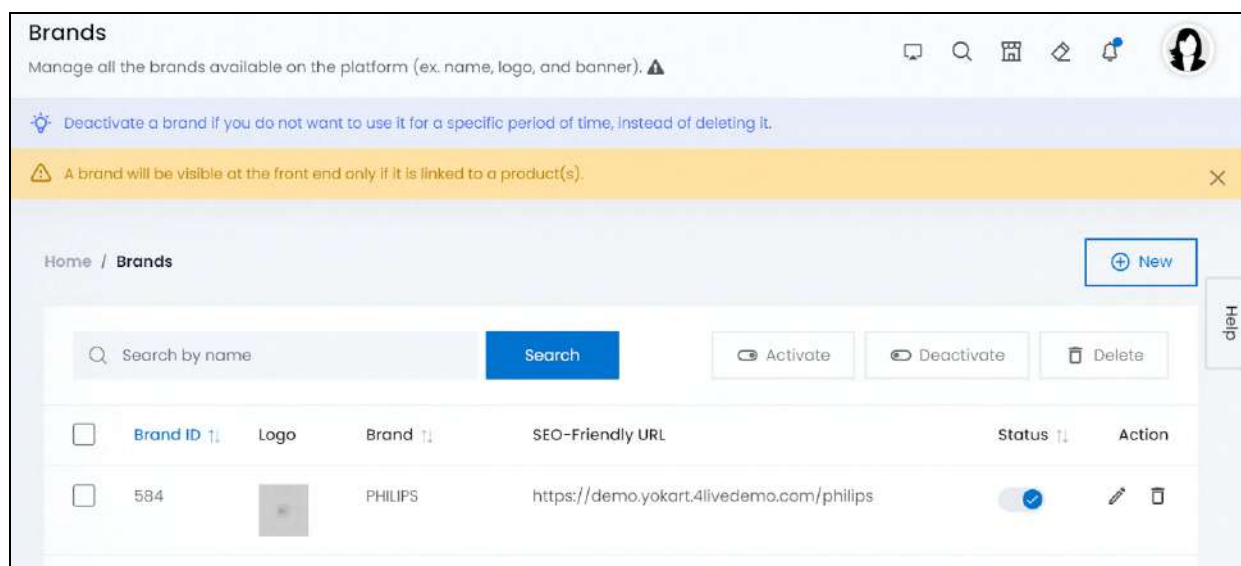 Brands
Manage all the brands available on the platform (ex. name, logo, and banner).
Deactivate a brand if you do not want to use it for a specific period of time, instead of deleting it.
A brand will be visible at the front end only if it is linked to a product(s).
Home / Brands
New
Help
Search by name
Search
Activate
Deactivate
Delete
Brand ID Logo Brand SEO-Friendly URL Status Action
584 PHILIPS https://demo.yokart.4livedemo.com/philips